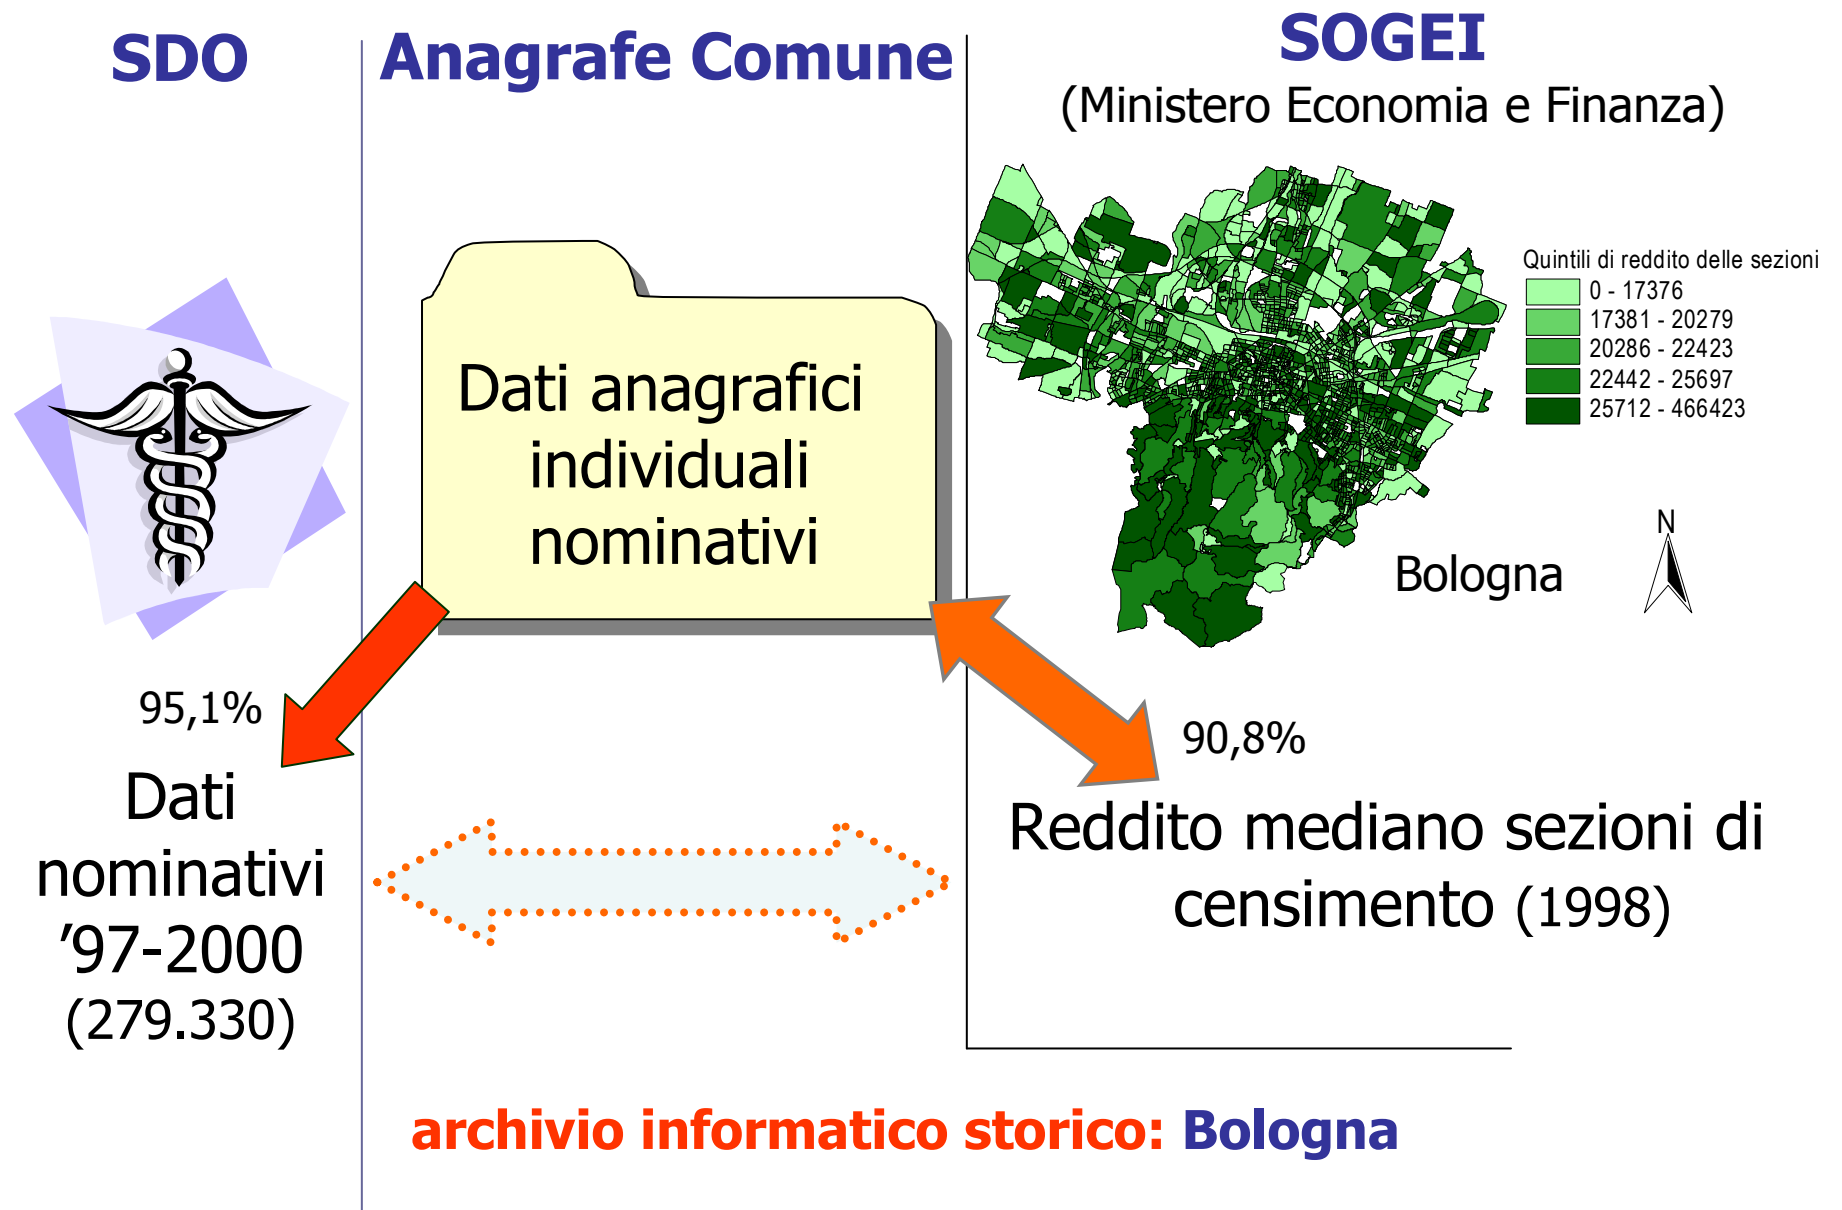 SDO
Anagrafe Comune
SOGEI
(Ministero Economia e Finanza)
Quintili di reddito delle sezioni
0 - 17376
17381 - 20279
20286 - 22423
22442 - 25697
25712 - 466423
N
Bologna
Dati anagrafici
individuali
nominativi
95,1%
Dati
nominativi
’97-2000
(279.330)
90,8%
Reddito mediano sezioni di
censimento (1998)
archivio informatico storico: Bologna